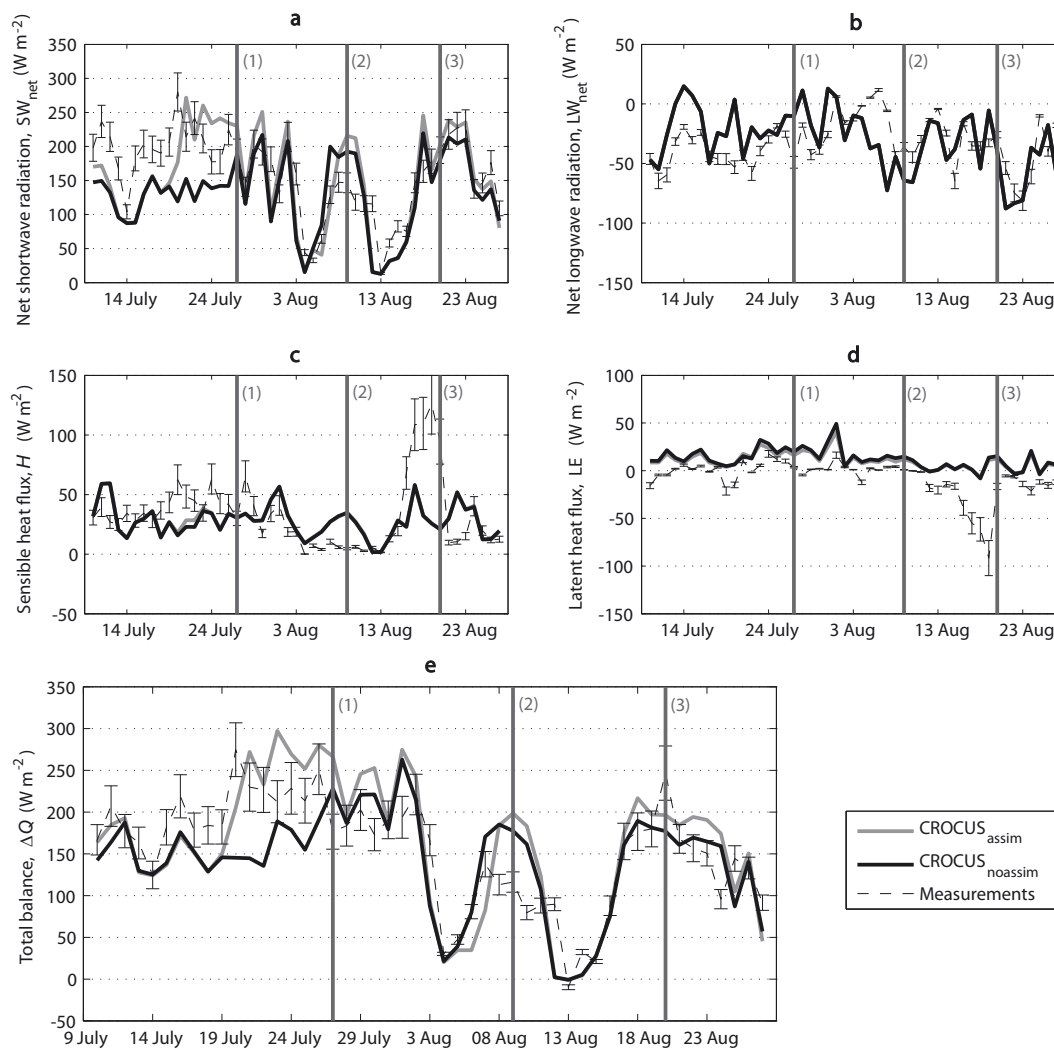 a
Net shortwave radiation, SWnet (W m-2)
350
300
250
200
150
100
50
0
(1)
(2)
(3)
14 July
24 July
3 Aug
13 Aug
23 Aug
b
Net longwave radiation, LWnet (W m-2)
50
0
-50
-100
-150
(1)
(2)
(3)
14 July
24 July
3 Aug
13 Aug
23 Aug
c
Sensible heat flux, H (W m-2)
150
100
50
0
-50
(1)
(2)
(3)
14 July
24 July
3 Aug
13 Aug
23 Aug
d
Latent heat flux, LE (W m-2)
100
50
0
-50
-100
-150
(1)
(2)
(3)
14 July
24 July
3 Aug
13 Aug
23 Aug
e
Total balance, ΔQ (W m-2)
350
300
250
200
150
100
50
0
-50
(1)
(2)
(3)
9 July
14 July
19 July
24 July
29 July
3 Aug
08 Aug
13 Aug
18 Aug
23 Aug
CROCUSassim
CROCUSnoassim
Measurements